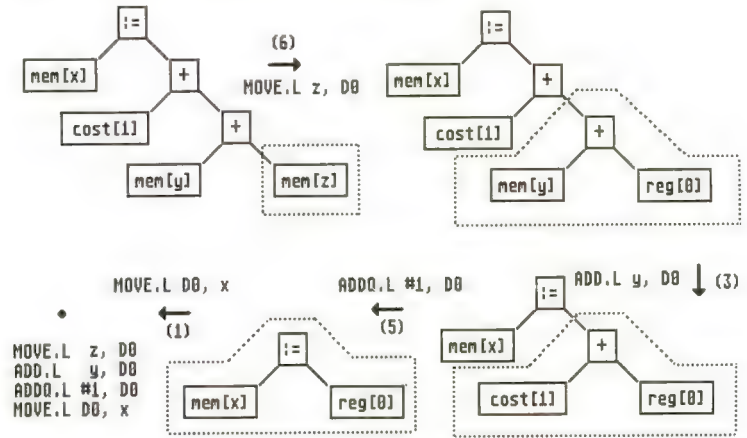 :=
mem[x]
+
cost[1]
+
mem[y]
mem[z]
(6)
MOVE.L z, D0
:=
mem[x]
+
cost[1]
+
mem[y]
reg[0]
ADD.L y, D0
(3)
:=
mem[x]
+
cost[1]
reg[0]
ADDQ.L #1, D0
(5)
:=
mem[x]
reg[0]
MOVE.L D0, x
(1)
MOVE.L z, D0
ADD.L y, D0
ADDQ.L #1, D0
MOVE.L D0, x